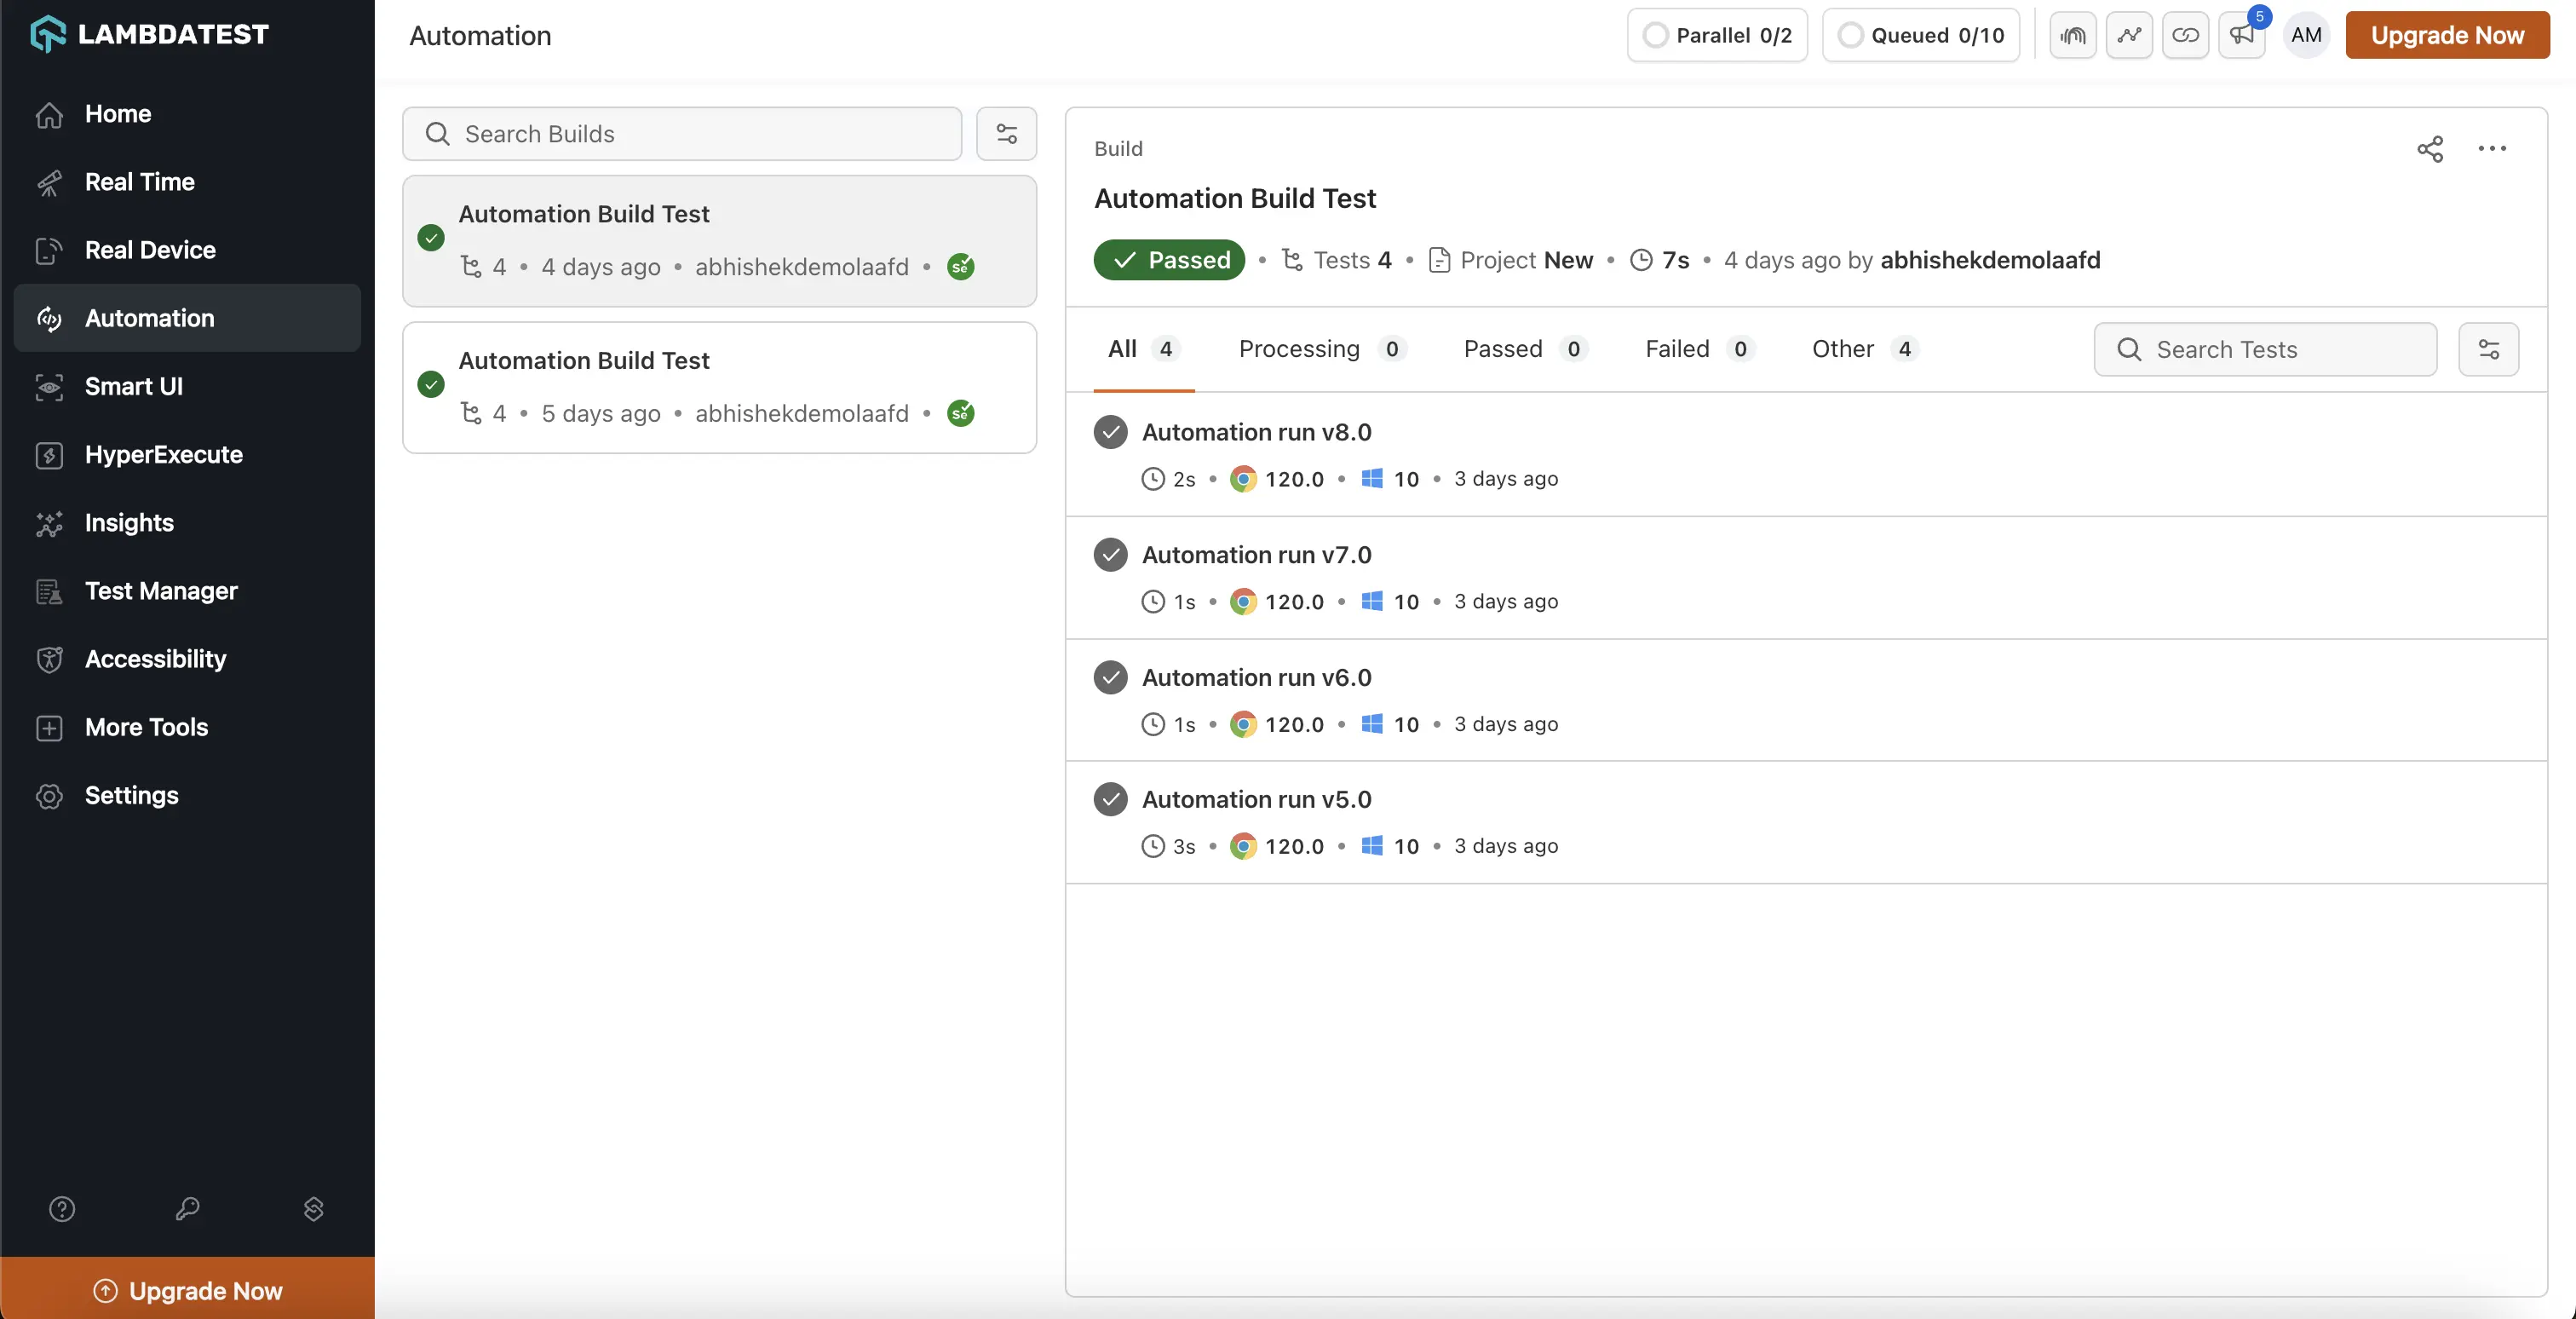 LAMBDATEST
Home
Real Time
Real Device
Automation
Smart UI
HyperExecute
Insights
Test Manager
Accessibility
More Tools
Settings
Upgrade Now
Automation
Parallel 0/2
Queued 0/10
5
AM
Upgrade Now
Search Builds
Automation Build Test
4 • 4 days ago • abhishekdemolaafd • Se
Automation Build Test
4 • 5 days ago • abhishekdemolaafd • Se
Build
Automation Build Test
Passed • Tests 4 • Project New • 7s • 4 days ago by abhishekdemolaafd
All 4 Processing 0 Passed 0 Failed 0 Other 4 Search Tests
Automation run v8.0
2s • 120.0 • 10 • 3 days ago
Automation run v7.0
1s • 120.0 • 10 • 3 days ago
Automation run v6.0
1s • 120.0 • 10 • 3 days ago
Automation run v5.0
3s • 120.0 • 10 • 3 days ago